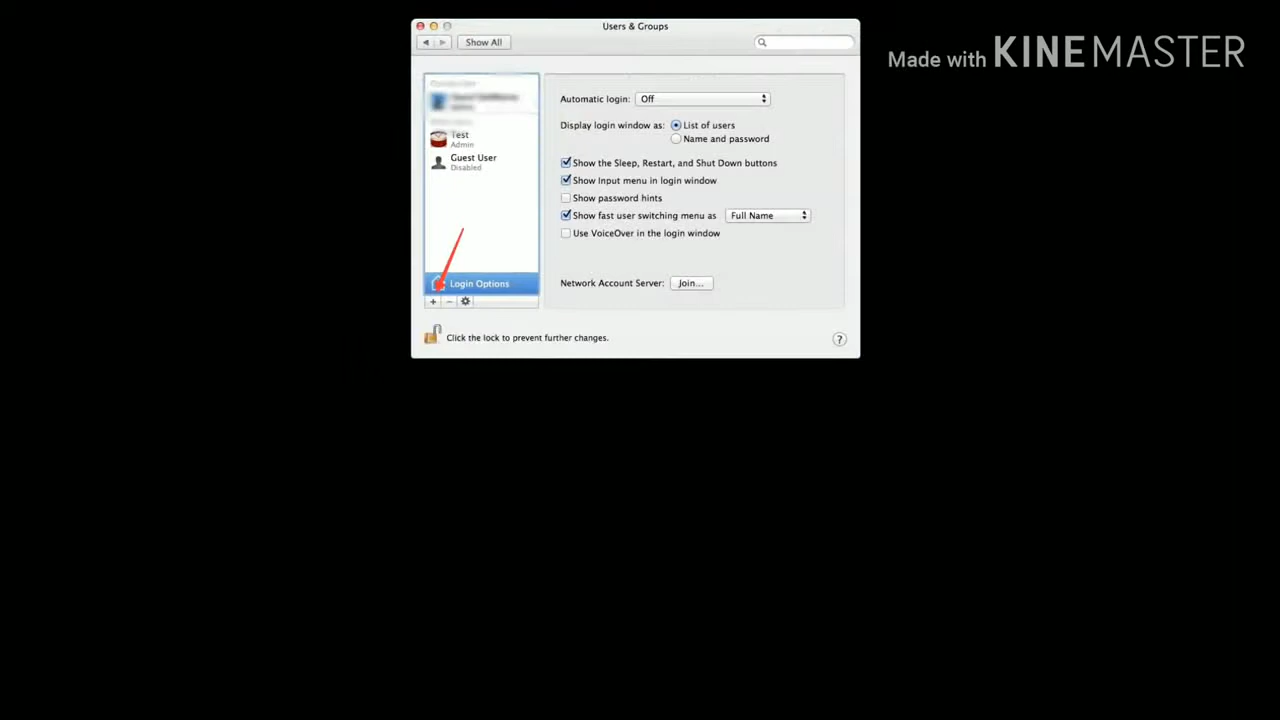 Users & Groups
Made with KINEMASTER
Show All
Automatic login: Off
Display login window as: List of users
Name and password
Test
Admin
Guest User
Disabled
Show the Sleep, Restart, and Shut Down buttons
Show Input menu in login window
Show password hints
Show fast user switching menu as Full Name
Use VoiceOver in the login window
Login Options
Network Account Server: Join...
+ −
Click the lock to prevent further changes.
?